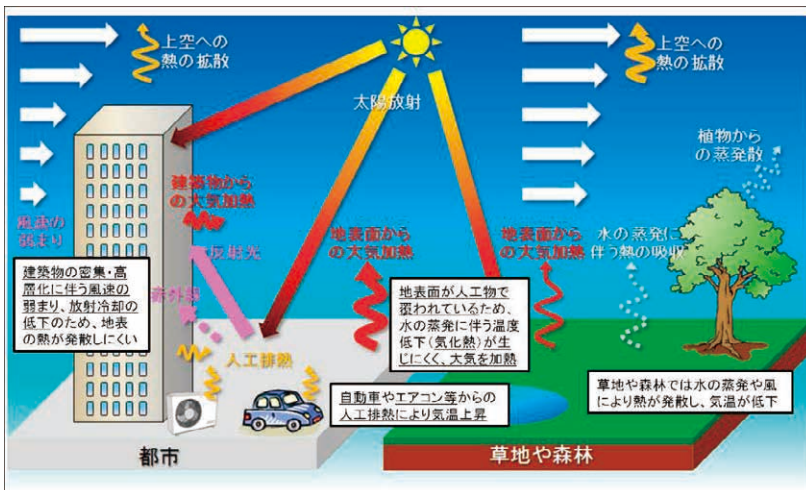 上空への
熱の拡散
太陽放射
上空への
熱の拡散
植物から
の蒸発散
建築物から
の大気加熱
風速の
弱まり
反射光
地表面から
の大気加熱
地表面から
の大気加熱
水の蒸発に
伴う熱の吸収
建築物の密集・高
層化に伴う風速の
弱まり、放射冷却の
低下のため、地表
の熱が発散しにくい
赤外線
地表面が人工物で
覆われているため、
水の蒸発に伴う温度
低下(気化熱)が生
じにくく、大気を加熱
人工排熱
自動車やエアコン等からの
人工排熱により気温上昇
草地や森林では水の蒸発や風
により熱が発散し、気温が低下
都市
草地や森林